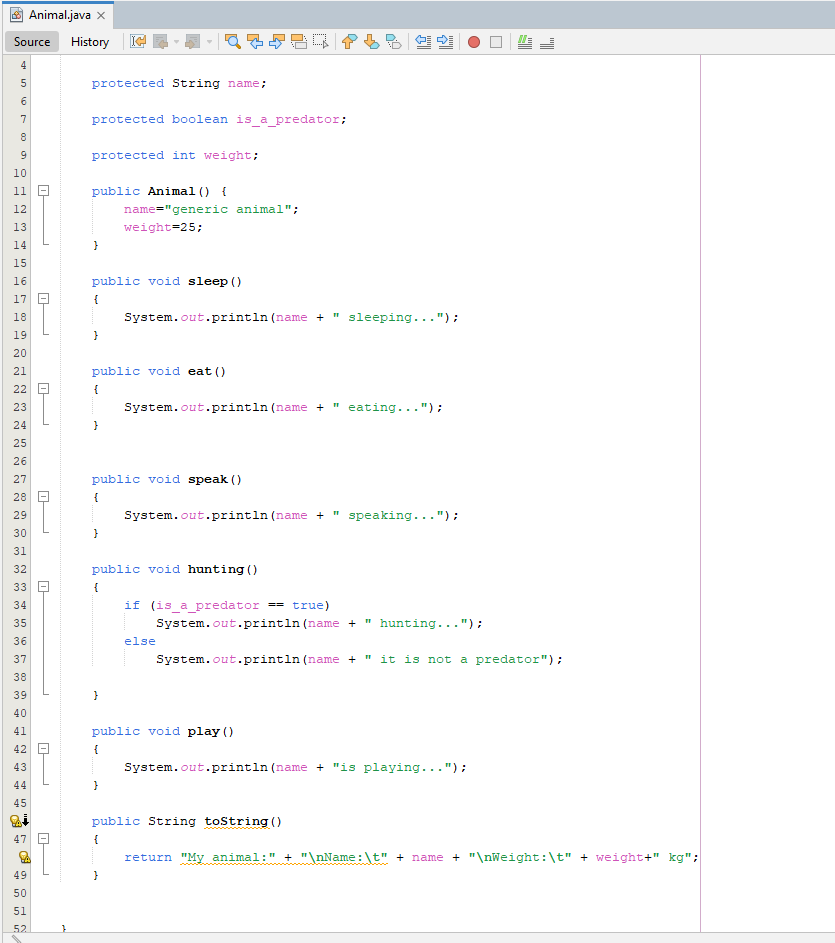 Animal.java
Source History
4
5 protected String name;
6
7 protected boolean is_a_predator;
8
9 protected int weight;
10
11 public Animal() {
12 name="generic animal";
13 weight=25;
14 }
15
16 public void sleep()
17 {
18 System.out.println(name + " sleeping...");
19 }
20
21 public void eat()
22 {
23 System.out.println(name + " eating...");
24 }
25
26
27 public void speak()
28 {
29 System.out.println(name + " speaking...");
30 }
31
32 public void hunting()
33 {
34 if (is_a_predator == true)
35 System.out.println(name + " hunting...");
36 else
37 System.out.println(name + " it is not a predator");
38
39 }
40
41 public void play()
42 {
43 System.out.println(name + "is playing...");
44 }
45
public String toString()
47 {
return "My animal:" + "\nName:\t" + name + "\nWeight:\t" + weight+" kg";
49 }
50
51
52 }